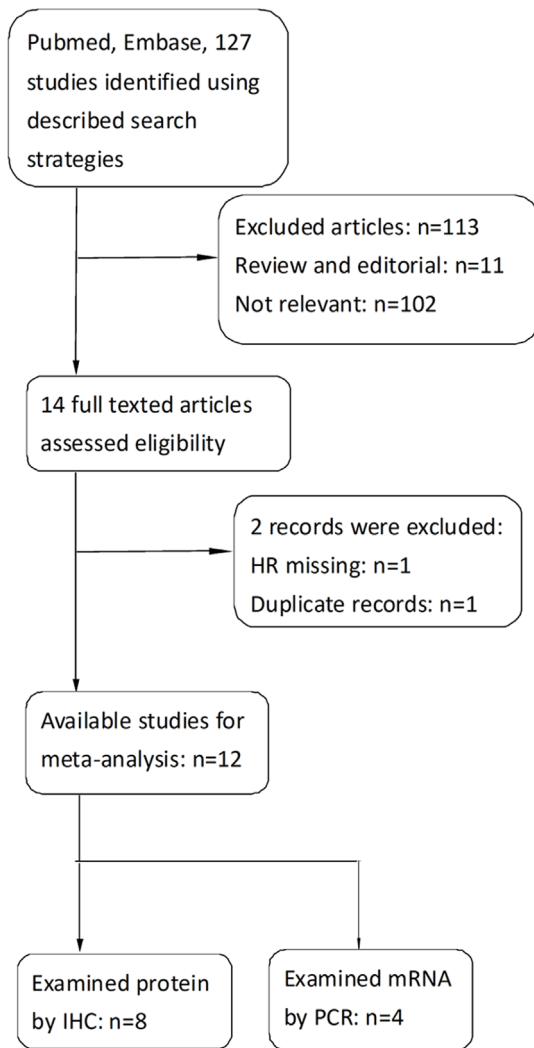 Pubmed, Embase, 127
studies identified using
described search
strategies
Excluded articles: n=113
Review and editorial: n=11
Not relevant: n=102
14 full texted articles
assessed eligibility
2 records were excluded:
HR missing: n=1
Duplicate records: n=1
Available studies for
meta-analysis: n=12
Examined protein
by IHC: n=8
Examined mRNA
by PCR: n=4